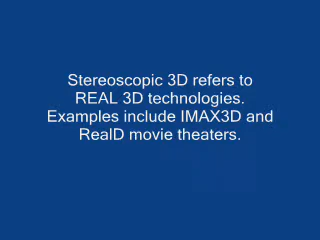 Stereoscopic 3D refers to
REAL 3D technologies.
Examples include IMAX3D and
RealD movie theaters.